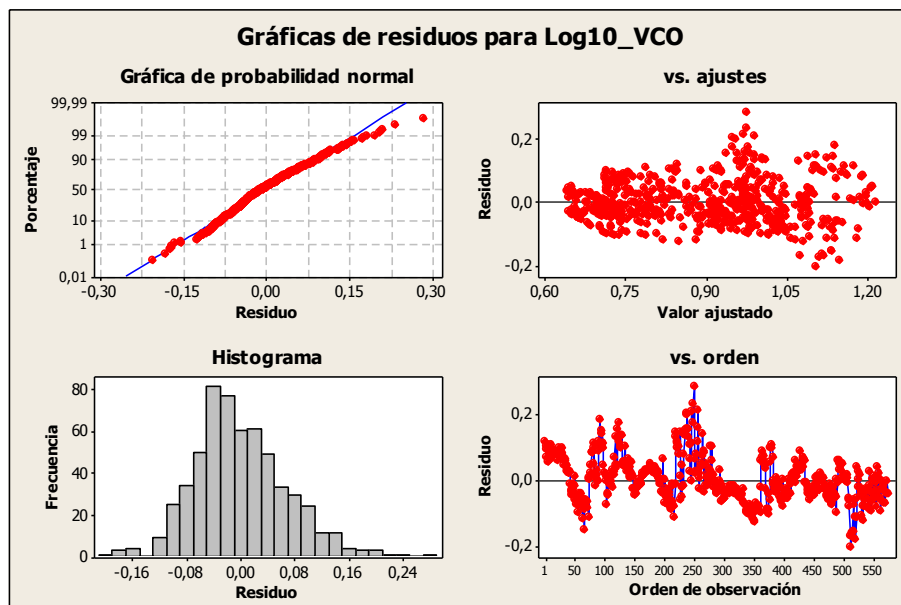 Gráficas de residuos para Log10_VCO
Gráfica de probabilidad normal
99,99
99
90
50
10
1
0,01
Porcentaje
-0,30 -0,15 0,00 0,15 0,30
Residuo
vs. ajustes
0,2
0,0
-0,2
Residuo
0,60 0,75 0,90 1,05 1,20
Valor ajustado
Histograma
80
60
40
20
0
Frecuencia
-0,16 -0,08 0,00 0,08 0,16 0,24
Residuo
vs. orden
0,2
0,0
-0,2
Residuo
1 50 100 150 200 250 300 350 400 450 500 550
Orden de observación